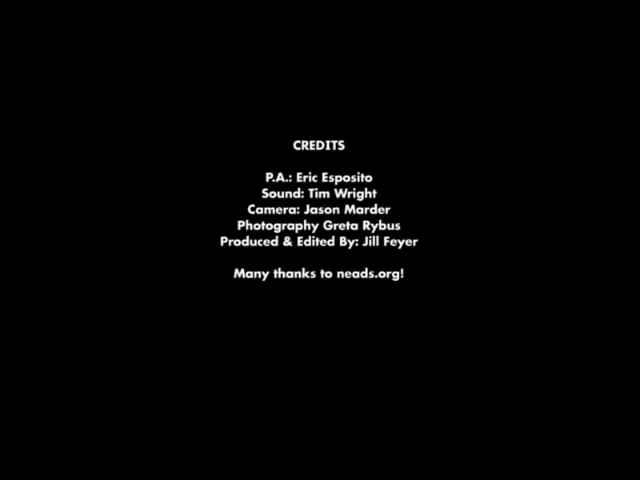 CREDITS
P.A.: Eric Esposito
Sound: Tim Wright
Camera: Jason Marder
Photography Greta Rybus
Produced & Edited By: Jill Feyer
Many thanks to neads.org!